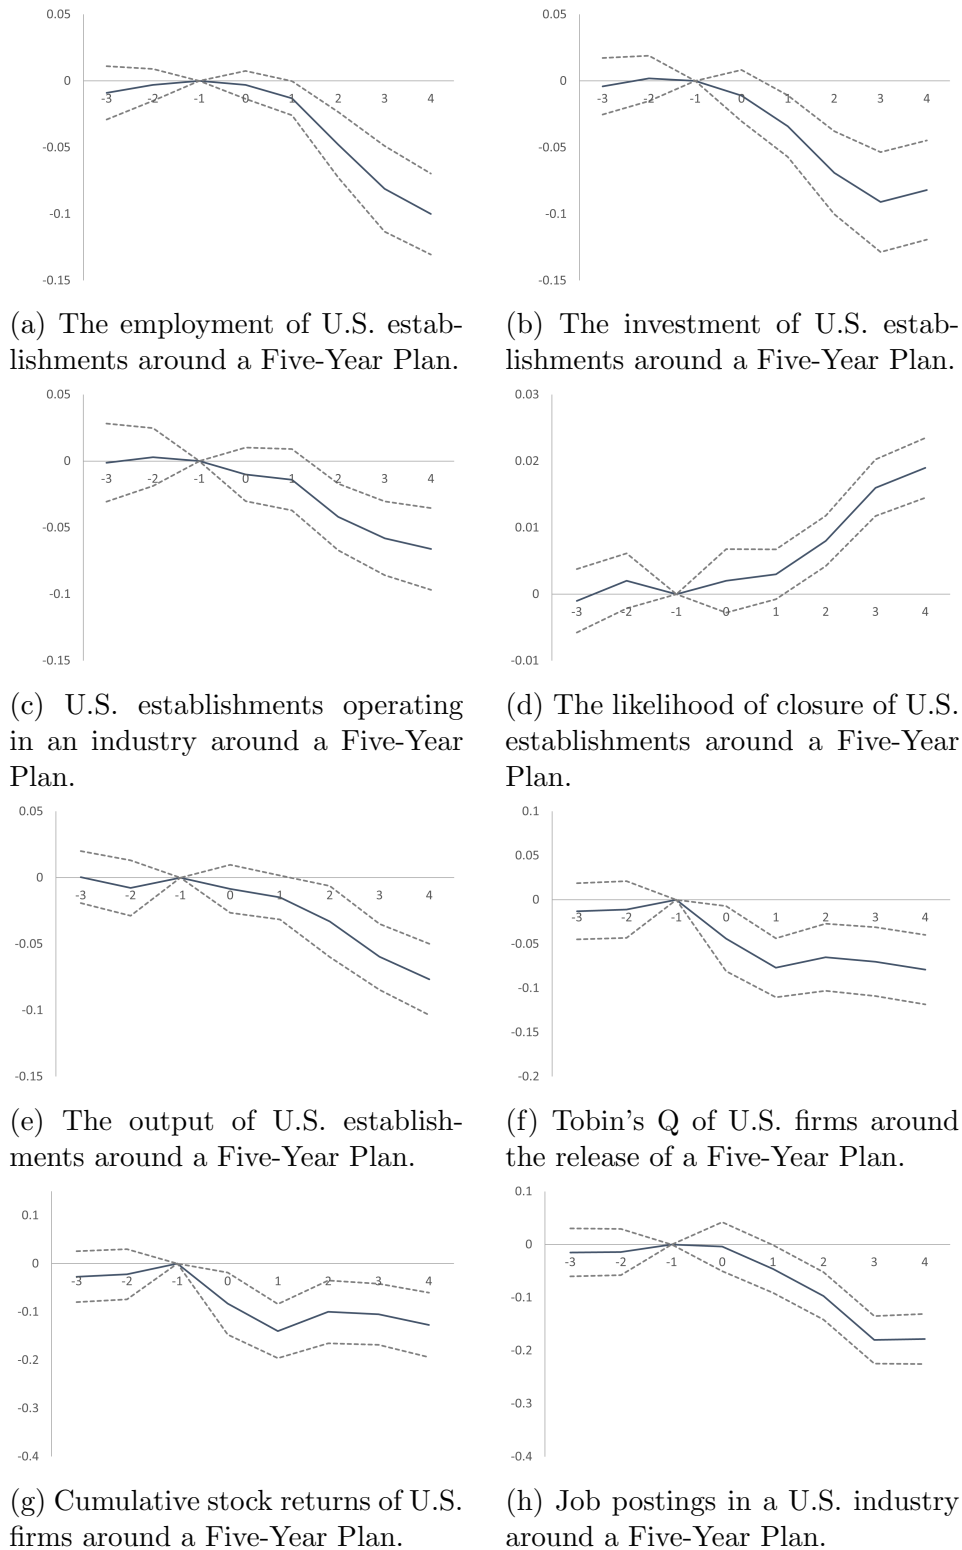 0.05
0
-0.05
-0.1
-0.15
-3 -2 -1 0 1 2 3 4
(a) The employment of U.S. estab-
lishments around a Five-Year Plan.
0.05
0
-0.05
-0.1
-0.15
-3 -2 -1 0 1 2 3 4
(b) The investment of U.S. estab-
lishments around a Five-Year Plan.
0.05
0
-0.05
-0.1
-0.15
-3 -2 -1 0 1 2 3 4
(c) U.S. establishments operating
in an industry around a Five-Year
Plan.
0.03
0.02
0.01
0
-0.01
-3 -2 -1 0 1 2 3 4
(d) The likelihood of closure of U.S.
establishments around a Five-Year
Plan.
0.05
0
-0.05
-0.1
-0.15
-3 -2 -1 0 1 2 3 4
(e) The output of U.S. establish-
ments around a Five-Year Plan.
0.1
0.05
0
-0.05
-0.1
-0.15
-0.2
-3 -2 -1 0 1 2 3 4
(f) Tobin's Q of U.S. firms around
the release of a Five-Year Plan.
0.1
0
-0.1
-0.2
-0.3
-0.4
-3 -2 -1 0 1 2 3 4
(g) Cumulative stock returns of U.S.
firms around a Five-Year Plan.
0.1
0
-0.1
-0.2
-0.3
-0.4
-3 -2 -1 0 1 2 3 4
(h) Job postings in a U.S. industry
around a Five-Year Plan.